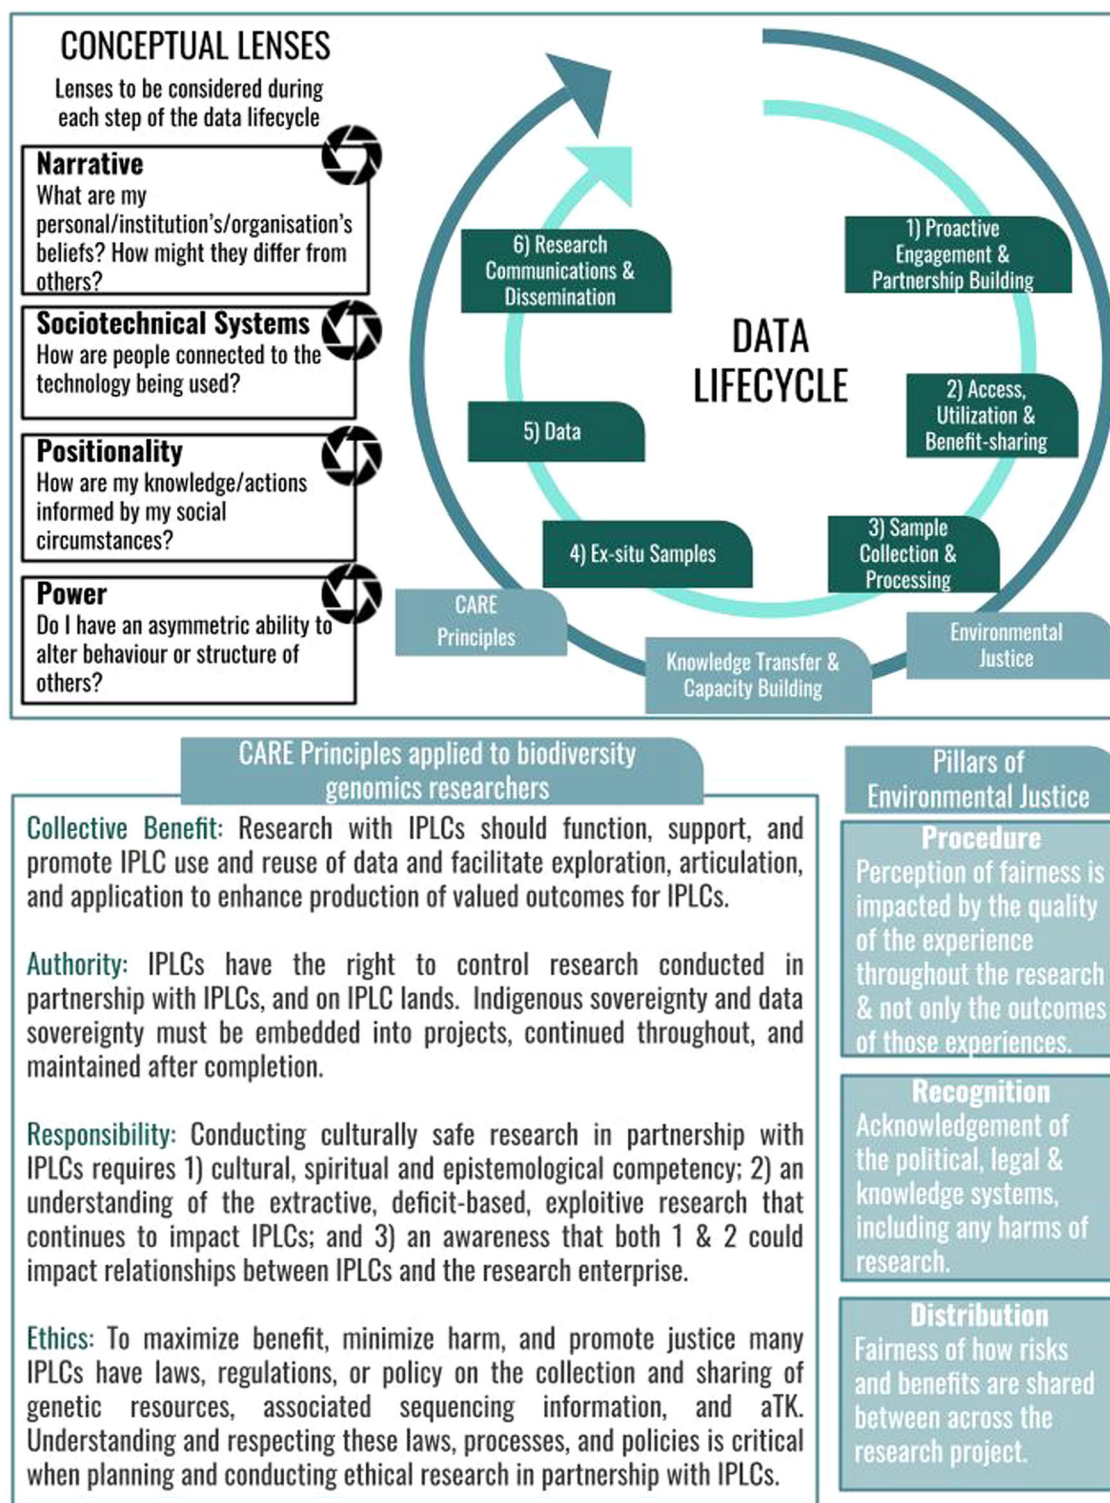 CONCEPTUAL LENSES
Lenses to be considered during
each step of the data lifecycle
Narrative
What are my
personal/institution's/organisation's
beliefs? How might they differ from
others?
Sociotechnical Systems
How are people connected to the
technology being used?
Positionality
How are my knowledge/actions
informed by my social
circumstances?
Power
Do I have an asymmetric ability to
alter behaviour or structure of
others?
DATA
LIFECYCLE
1) Proactive
Engagement &
Partnership Building
2) Access,
Utilization &
Benefit-sharing
3) Sample
Collection &
Processing
4) Ex-situ Samples
5) Data
6) Research
Communications &
Dissemination
CARE
Principles
Knowledge Transfer &
Capacity Building
Environmental
Justice
CARE Principles applied to biodiversity
genomics researchers
Collective Benefit: Research with IPLCs should function, support, and
promote IPLC use and reuse of data and facilitate exploration, articulation,
and application to enhance production of valued outcomes for IPLCs.
Authority: IPLCs have the right to control research conducted in
partnership with IPLCs, and on IPLC lands. Indigenous sovereignty and data
sovereignty must be embedded into projects, continued throughout, and
maintained after completion.
Responsibility: Conducting culturally safe research in partnership with
IPLCs requires 1) cultural, spiritual and epistemological competency; 2) an
understanding of the extractive, deficit-based, exploitive research that
continues to impact IPLCs; and 3) an awareness that both 1 & 2 could
impact relationships between IPLCs and the research enterprise.
Ethics: To maximize benefit, minimize harm, and promote justice many
IPLCs have laws, regulations, or policy on the collection and sharing of
genetic resources, associated sequencing information, and aTK.
Understanding and respecting these laws, processes, and policies is critical
when planning and conducting ethical research in partnership with IPLCs.
Pillars of
Environmental Justice
Procedure
Perception of fairness is
impacted by the quality
of the experience
throughout the research
& not only the outcomes
of those experiences.
Recognition
Acknowledgement of
the political, legal &
knowledge systems,
including any harms of
research.
Distribution
Fairness of how risks
and benefits are shared
between across the
research project.